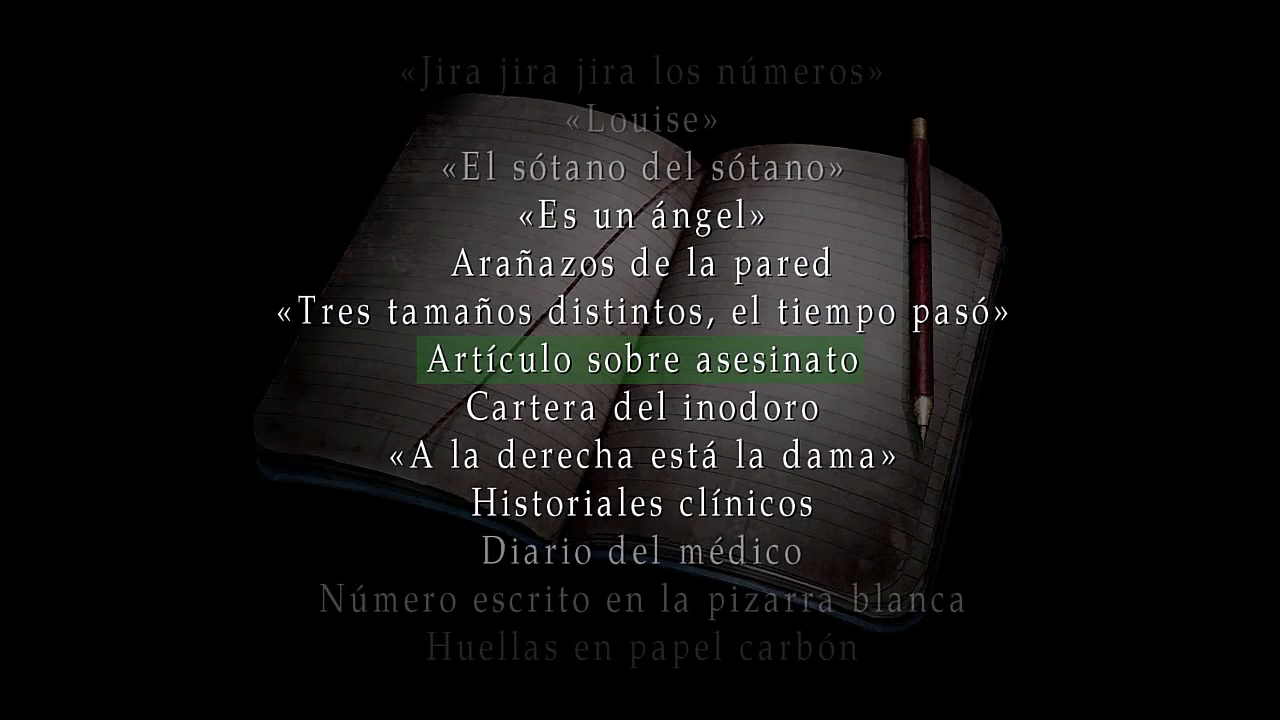 «Jira jira jira los números»
«Louise»
«El sótano del sótano»
«Es un ángel»
Arañazos de la pared
«Tres tamaños distintos, el tiempo pasó»
Artículo sobre asesinato
Cartera del inodoro
«A la derecha está la dama»
Historiales clínicos
Diario del médico
Número escrito en la pizarra blanca
Huellas en papel carbón